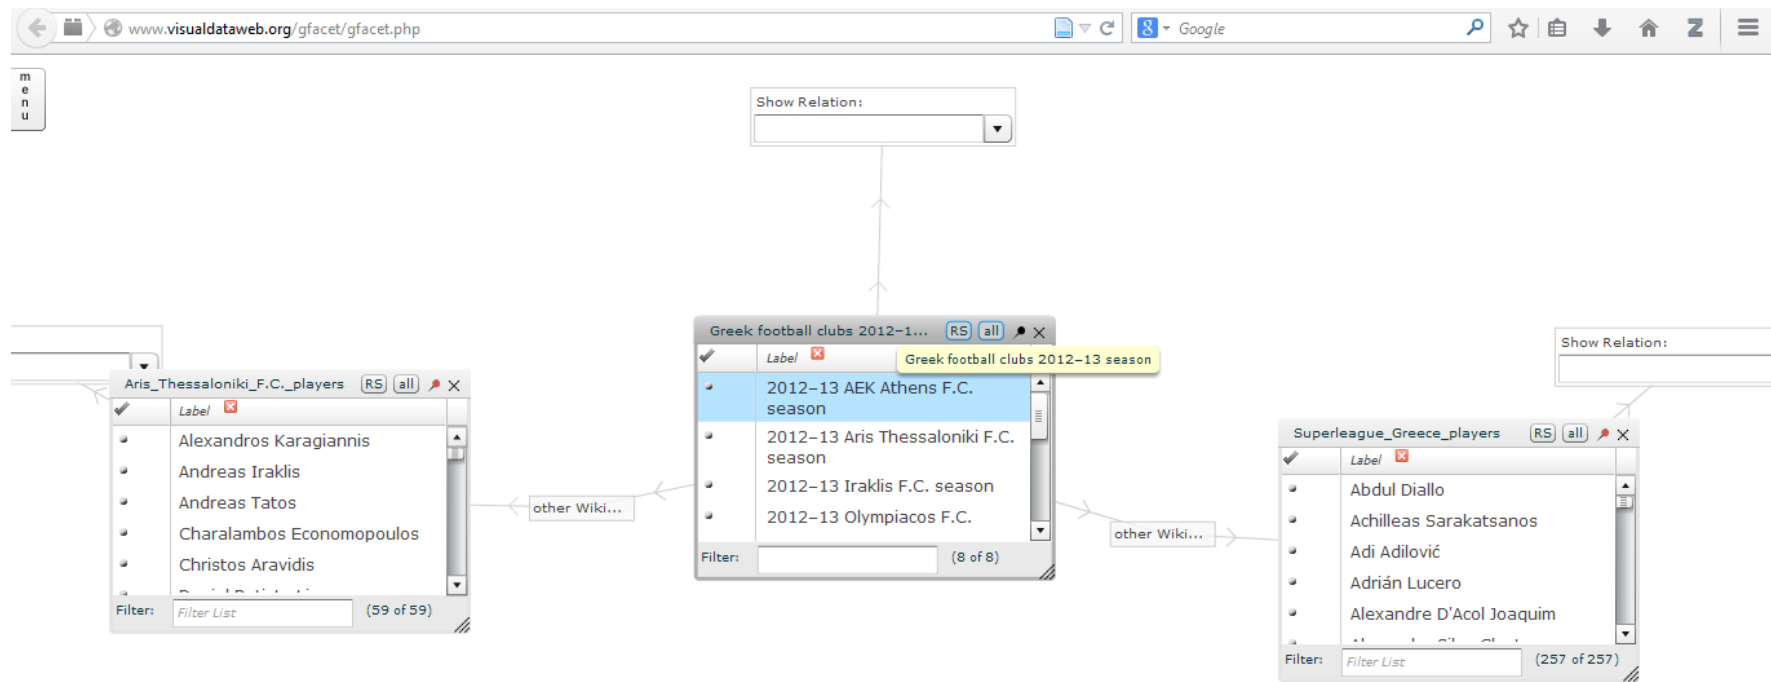 www.visualdataweb.org/gfacet/gfacet.php
8
Google
Z
m
e
n
u
Show Relation:
Greek football clubs 2012–1...
RS
all
Label
Greek football clubs 2012–13 season
2012–13 AEK Athens F.C.
season
2012–13 Aris Thessaloniki F.C.
season
2012–13 Iraklis F.C. season
2012–13 Olympiacos F.C.
Filter:
(8 of 8)
Aris_Thessaloniki_F.C._players
RS
all
Label
Alexandros Karagiannis
Andreas Iraklis
Andreas Tatos
Charalambos Economopoulos
Christos Aravidis
Filter:
Filter List
(59 of 59)
other Wiki...
other Wiki...
Show Relation:
Superleague_Greece_players
RS
all
Label
Abdul Diallo
Achilleas Sarakatsanos
Adi Adilović
Adrián Lucero
Alexandre D'Acol Joaquim
Filter:
Filter List
(257 of 257)